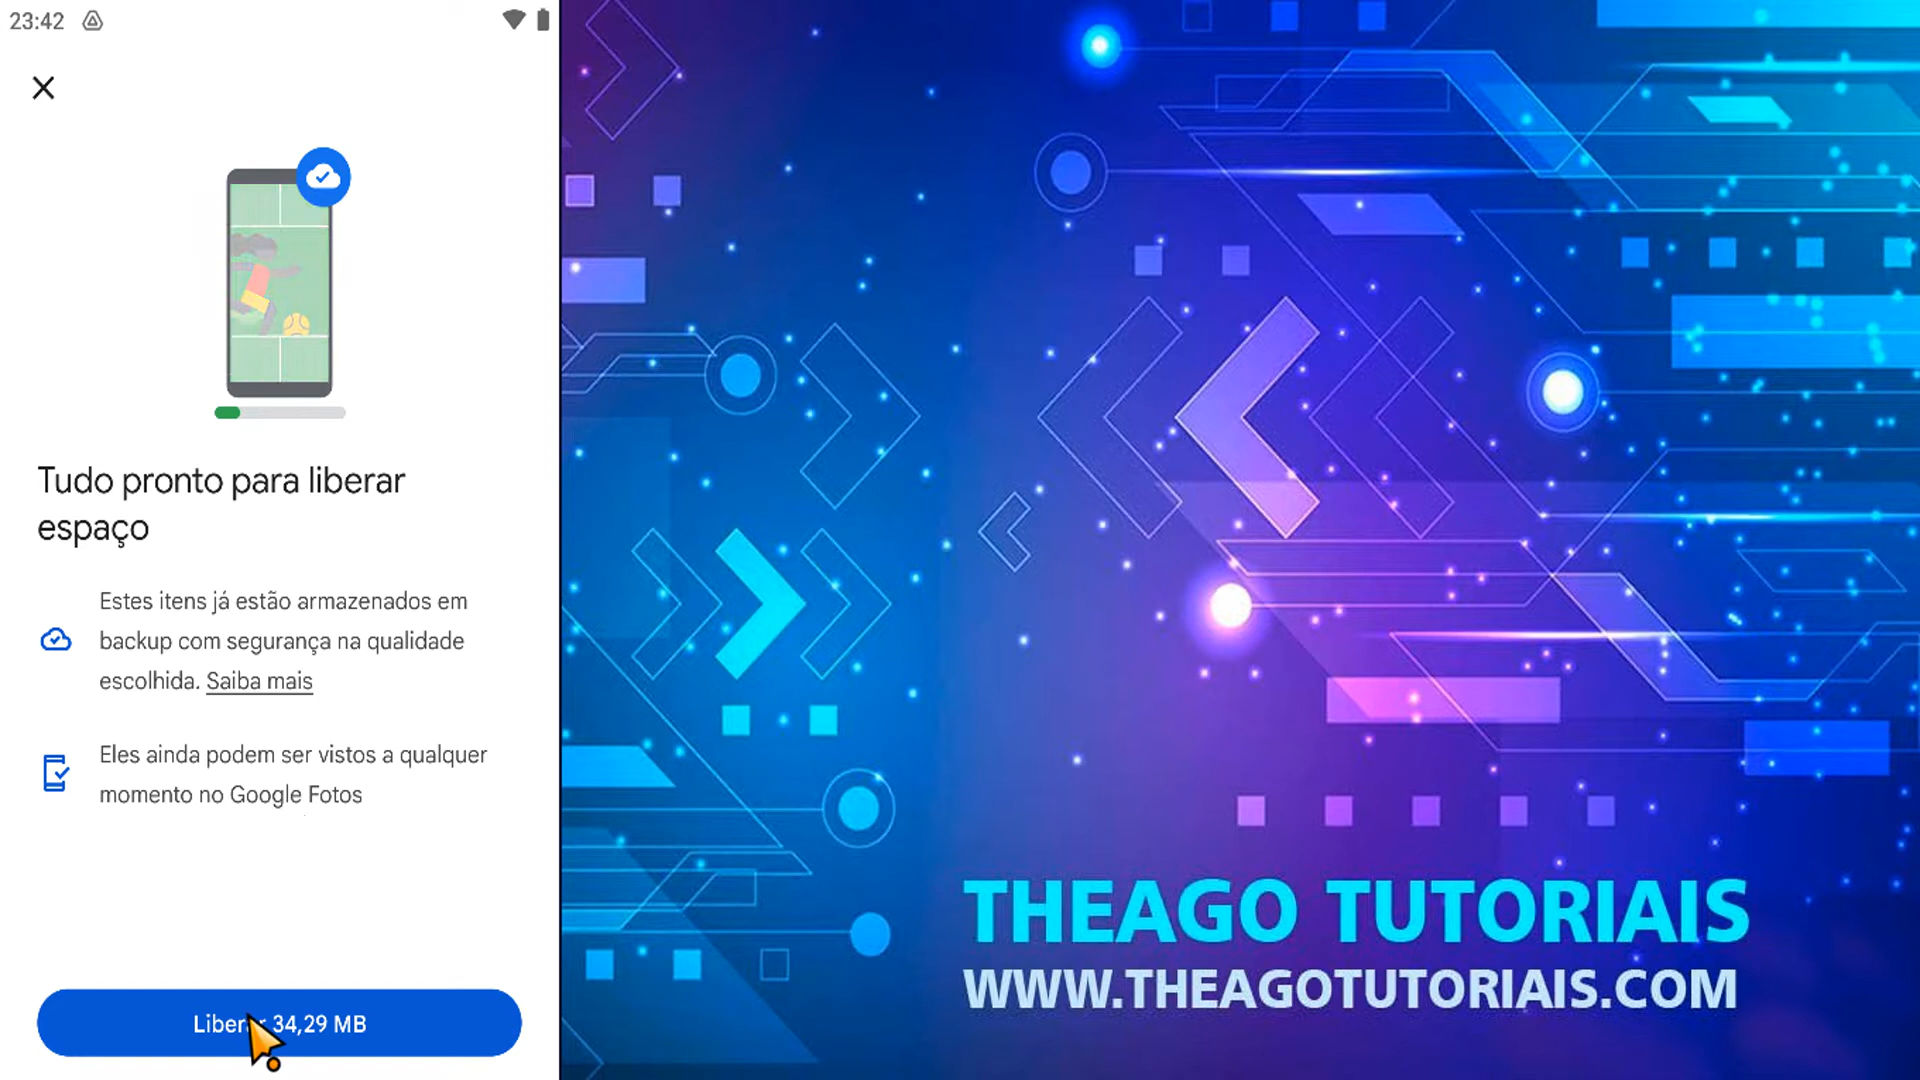 23:42
Tudo pronto para liberar
espaço
Estes itens já estão armazenados em
backup com segurança na qualidade
escolhida. Saiba mais
Eles ainda podem ser vistos a qualquer
momento no Google Fotos
Liberar 34,29 MB
THEAGO TUTORIAIS
WWW.THEAGOTUTORIAIS.COM